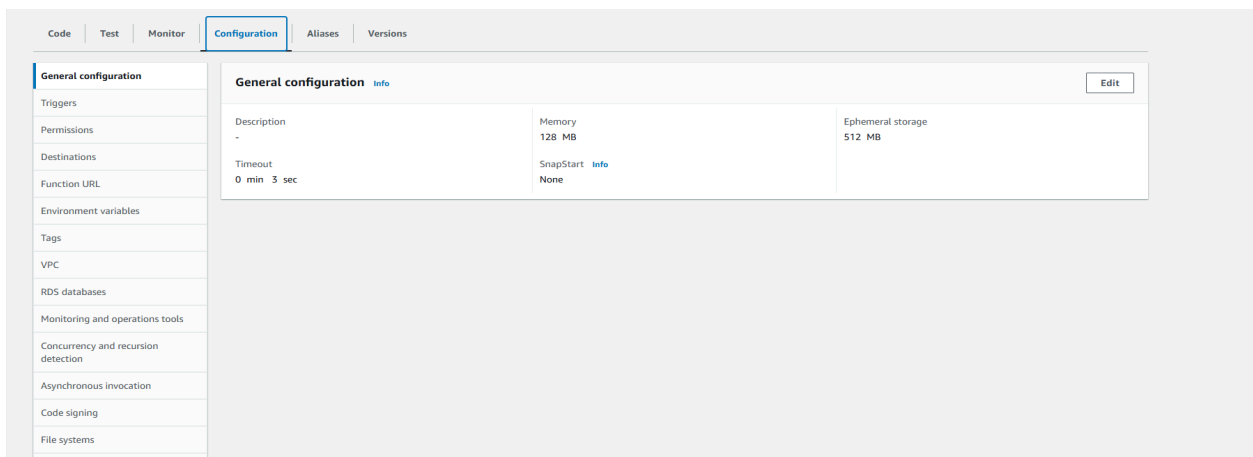 Code Test Monitor Configuration Aliases Versions
General configuration
Triggers
Permissions
Destinations
Function URL
Environment variables
Tags
VPC
RDS databases
Monitoring and operations tools
Concurrency and recursion
detection
Asynchronous invocation
Code signing
File systems
General configuration Info
Edit
Description
-
Memory
128 MB
Ephemeral storage
512 MB
Timeout
0 min 3 sec
SnapStart Info
None